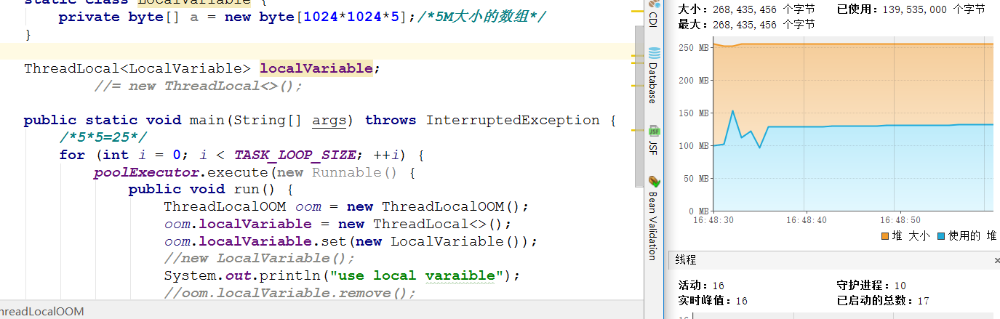 static class LocalVariable {
private byte[] a = new byte[1024*1024*5];/*5M大小的数组*/
}
ThreadLocal<LocalVariable> localVariable;
//= new ThreadLocal<>();
public static void main(String[] args) throws InterruptedException {
/*5*5=25*/
for (int i = 0; i < TASK_LOOP_SIZE; ++i) {
poolExecutor.execute(new Runnable() {
public void run() {
ThreadLocalOOM oom = new ThreadLocalOOM();
oom.localVariable = new ThreadLocal<>();
oom.localVariable.set(new LocalVariable());
//new LocalVariable();
System.out.println("use local varaible");
//oom.localVariable.remove();
hreadLocalOOM
CDI
Database
JSF
Bean Validation
大小：268,435,456 个字节 已使用：139,535,000 个字节
最大：268,435,456 个字节
250 MB
200 MB
150 MB
100 MB
50 MB
0 MB
16:48:30 16:48:40 16:48:50
堆 大小 使用的 堆
线程 ×
活动：16 守护进程：10
实时峰值：16 已启动的总数：17
16